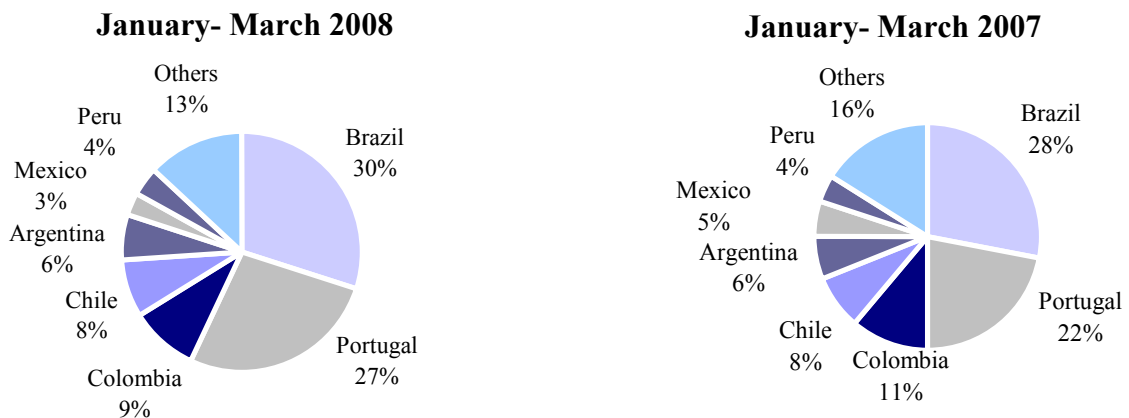 January- March 2008
Others
13%
Peru
4%
Mexico
3%
Argentina
6%
Chile
8%
Colombia
9%
Brazil
30%
Portugal
27%
January- March 2007
Others
16%
Peru
4%
Mexico
5%
Argentina
6%
Chile
8%
Colombia
11%
Brazil
28%
Portugal
22%